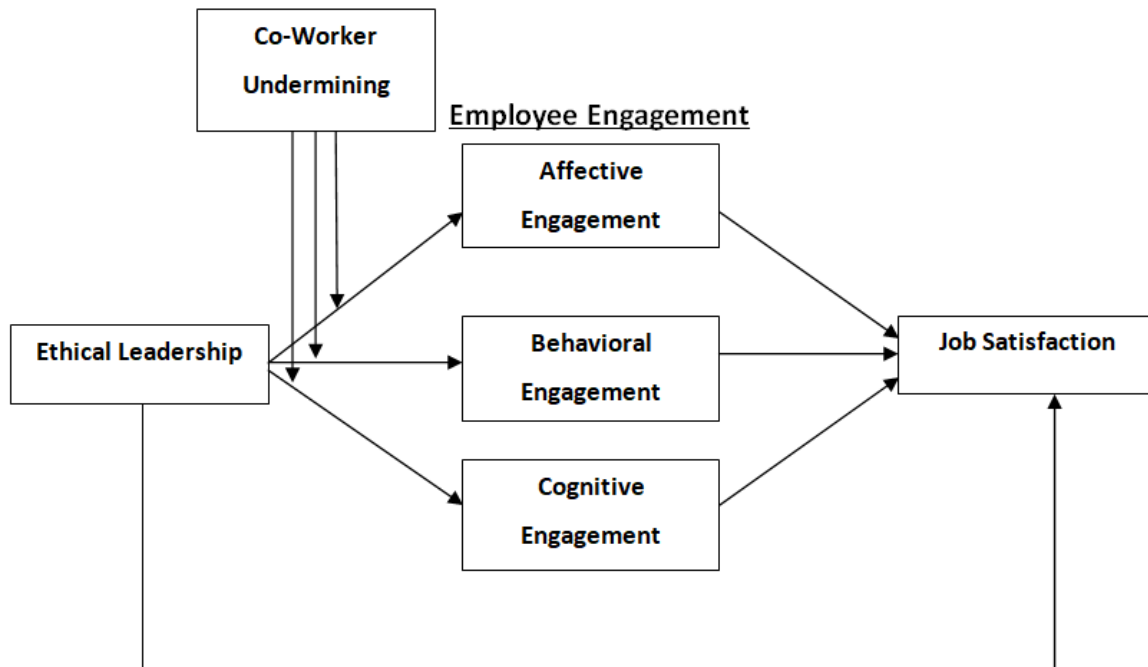 Co-Worker
Undermining
Employee Engagement
Affective
Engagement
Ethical Leadership
Behavioral
Engagement
Job Satisfaction
Cognitive
Engagement